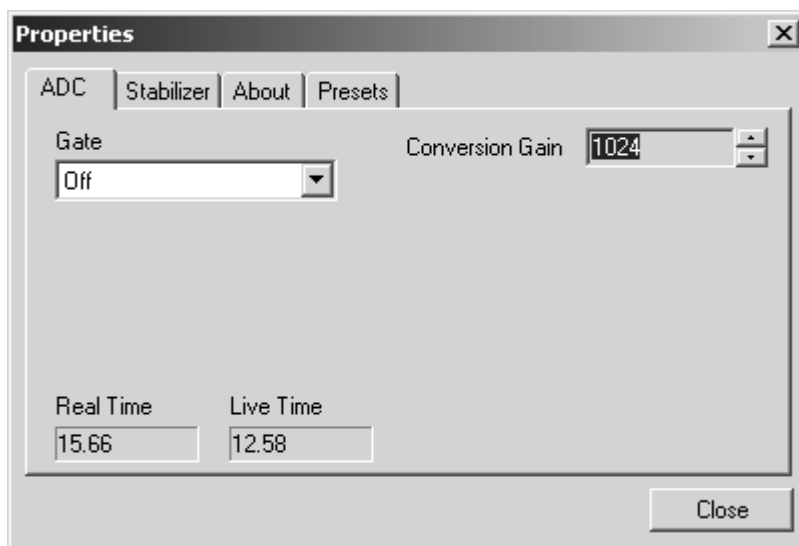 Properties
ADC Stabilizer About Presets
Gate
Conversion Gain 1024
Off
Real Time Live Time
15.66 12.58
Close